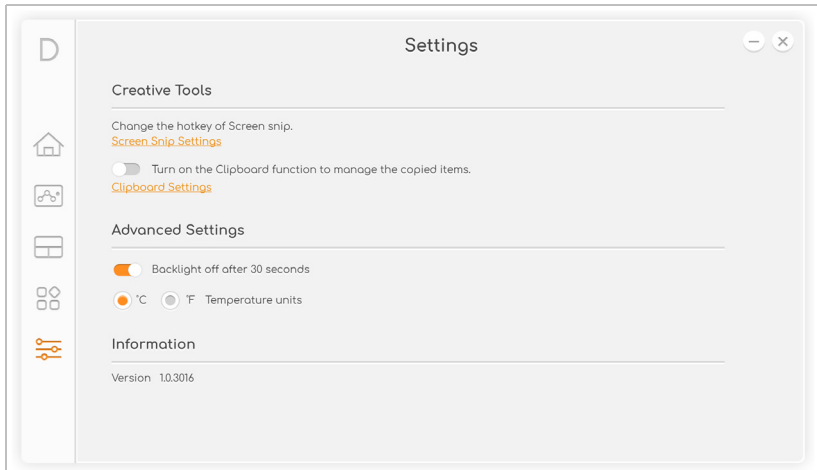 D
Settings
Creative Tools
Change the hotkey of Screen snip.
Screen Snip Settings
Turn on the Clipboard function to manage the copied items.
Clipboard Settings
Advanced Settings
Backlight off after 30 seconds
°C °F Temperature units
Information
Version 1.0.3016